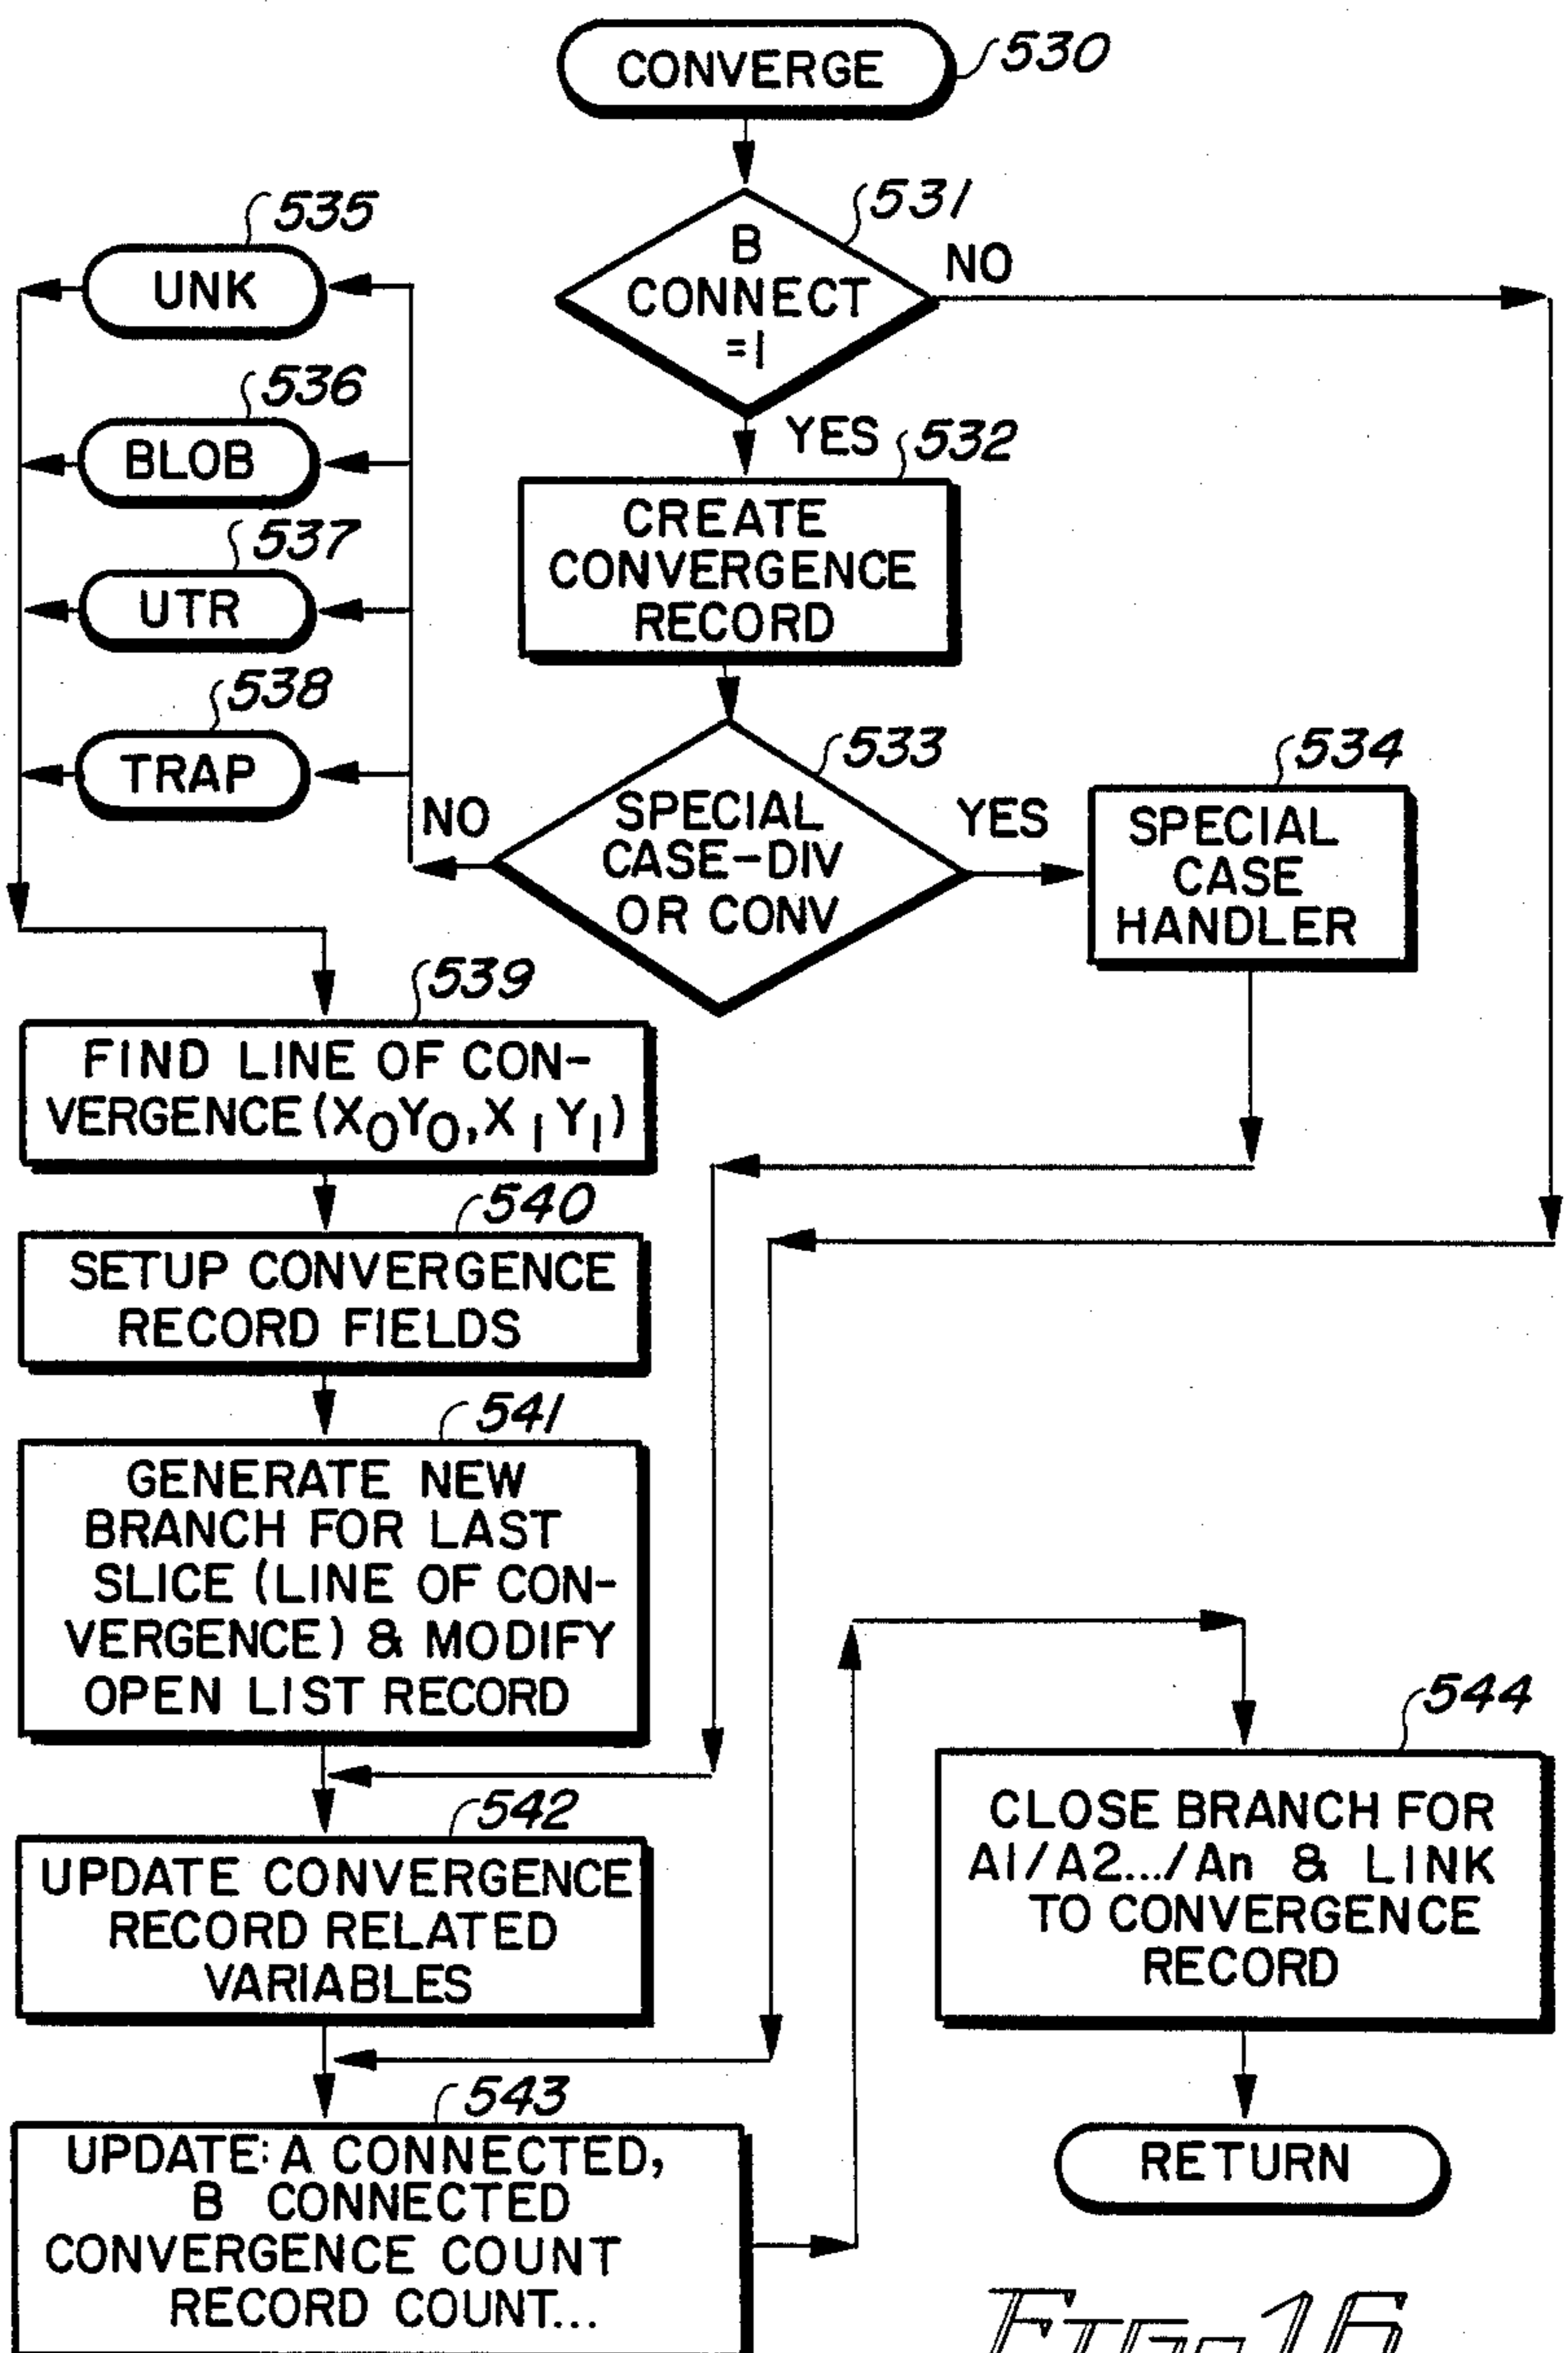 CONVERGE
530
531
B
CONNECT
=1
NO
YES
535
UNK
536
BLOB
537
UTR
538
TRAP
532
CREATE
CONVERGENCE
RECORD
533
SPECIAL
CASE-DIV
OR CONV
NO
YES
534
SPECIAL
CASE
HANDLER
539
FIND LINE OF CON-
VERGENCE (X0Y0, X1Y1)
540
SETUP CONVERGENCE
RECORD FIELDS
541
GENERATE NEW
BRANCH FOR LAST
SLICE (LINE OF CON-
VERGENCE) & MODIFY
OPEN LIST RECORD
542
UPDATE CONVERGENCE
RECORD RELATED
VARIABLES
543
UPDATE: A CONNECTED,
B CONNECTED
CONVERGENCE COUNT
RECORD COUNT...
544
CLOSE BRANCH FOR
A1/A2.../An & LINK
TO CONVERGENCE
RECORD
RETURN
FIG. 16